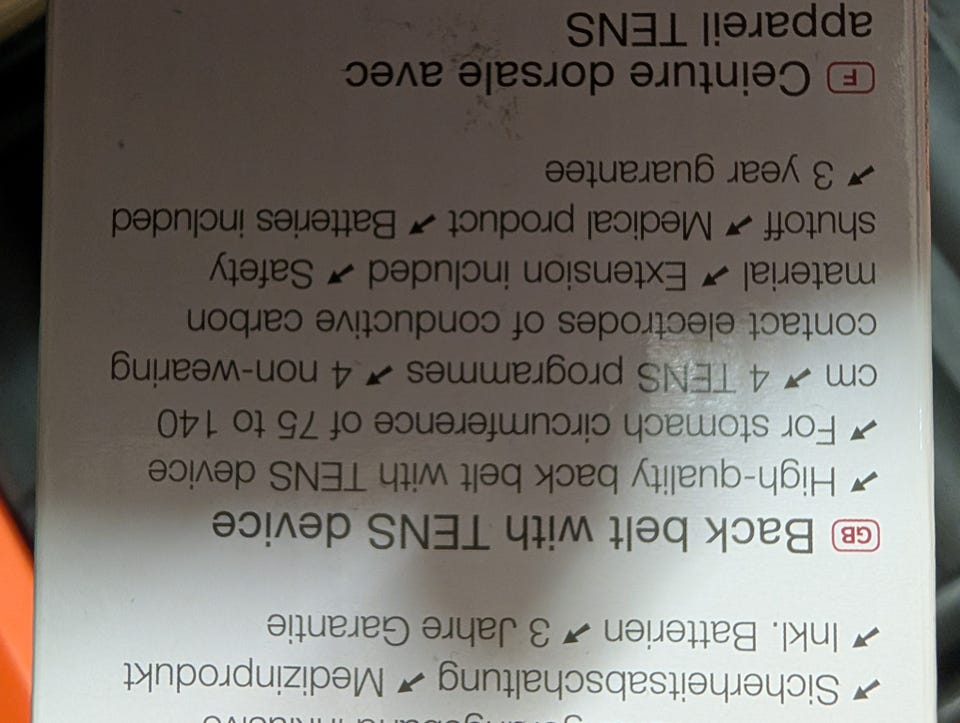 ✔ Sicherheitsabschaltung ✔ Medizinprodukt
✔ Inkl. Batterien ✔ 3 Jahre Garantie
GB Back belt with TENS device
✔ High-quality back belt with TENS device
✔ For stomach circumference of 75 to 140
cm ✔ 4 TENS programmes ✔ 4 non-wearing
contact electrodes of conductive carbon
material ✔ Extension included ✔ Safety
shutoff ✔ Medical product ✔ Batteries included
✔ 3 year guarantee
F Ceinture dorsale avec
appareil TENS